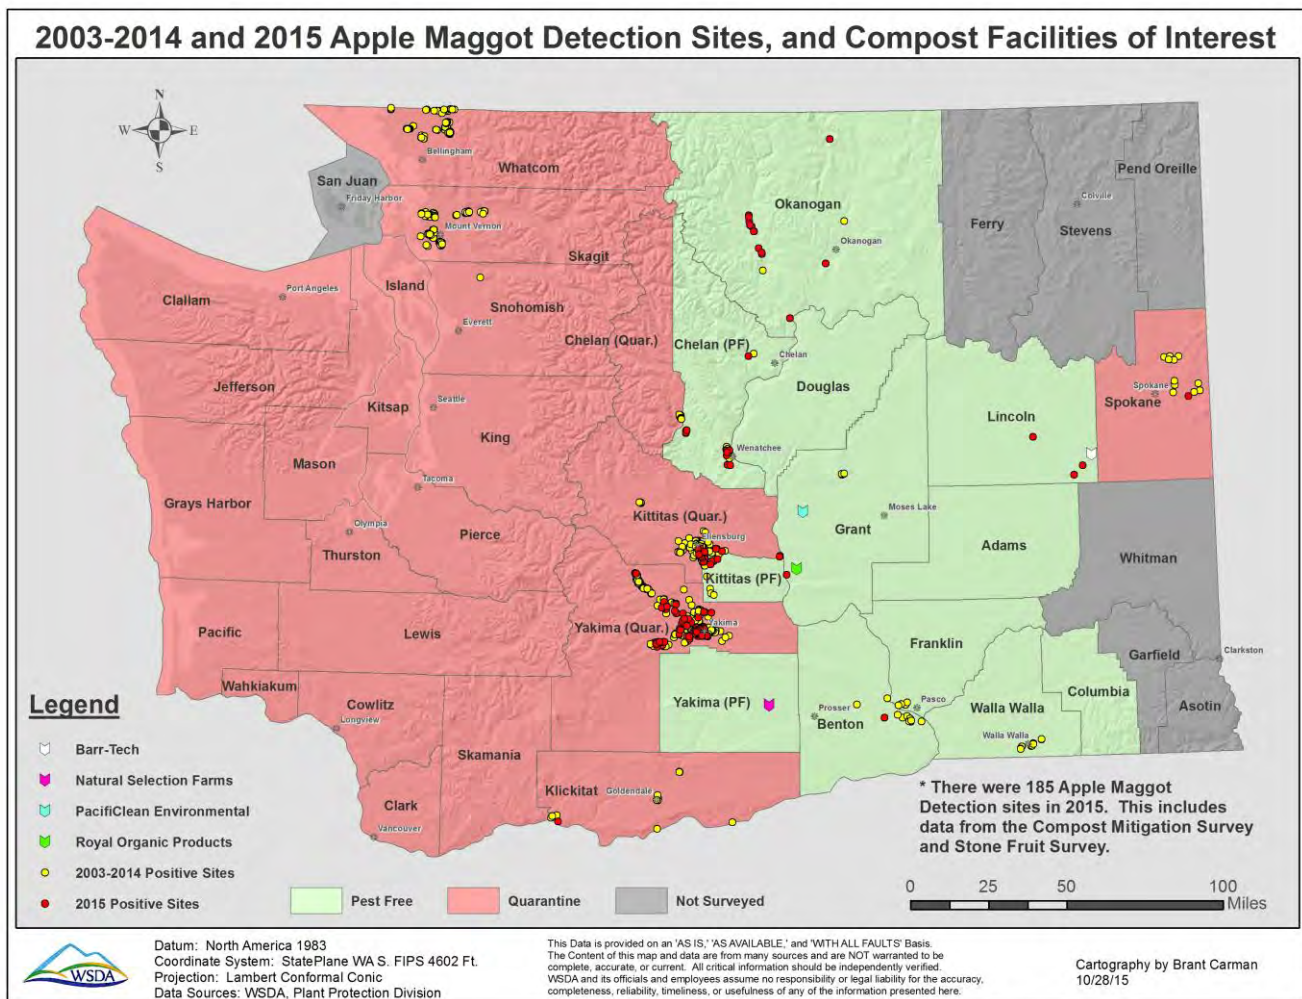 2003-2014 and 2015 Apple Maggot Detection Sites, and Compost Facilities of Interest
N
W E
S
Bellingham
Whatcom
San Juan
Friday Harbor
Okanogan
Pend Oreille
Colville
Ferry
Stevens
Mount Vernon
Okanogan
Skagit
Island
Clallam
Port Angeles
Snohomish
Everett
Chelan (Quar.)
Chelan (PF)
Chelan
Jefferson
Douglas
Kitsap
Seattle
Spokane
Spokane
King
Lincoln
Mason
Wenatchee
Tacoma
Grays Harbor
Kittitas (Quar.)
Moses Lake
Olympia
Pierce
Grant
Ellensburg
Adams
Thurston
Whitman
Kittitas (PF)
Pacific
Lewis
Yakima (Quar.)
Yakima
Franklin
Garfield
Clarkston
Wahkiakum
Columbia
Cowlitz
Longview
Yakima (PF)
Prosser
Benton
Pasco
Walla Walla
Walla Walla
Asotin
Skamania
Klickitat
Goldendale
Clark
Vancouver
Legend
Barr-Tech
Natural Selection Farms
PacifiClean Environmental
Royal Organic Products
2003-2014 Positive Sites
2015 Positive Sites
Pest Free
Quarantine
Not Surveyed
* There were 185 Apple Maggot
Detection sites in 2015. This includes
data from the Compost Mitigation Survey
and Stone Fruit Survey.
0 25 50 100
Miles
WSDA
Datum: North America 1983
Coordinate System: StatePlane WA S. FIPS 4602 Ft.
Projection: Lambert Conformal Conic
Data Sources: WSDA, Plant Protection Division
This Data is provided on an 'AS IS,' 'AS AVAILABLE,' and 'WITH ALL FAULTS' Basis.
The Content of this map and data are from many sources and are NOT warranted to be
complete, accurate, or current. All critical information should be independently verified.
WSDA and its officials and employees assume no responsibility or legal liability for the accuracy,
completeness, reliability, timeliness, or usefulness of any of the information presented here.
Cartography by Brant Carman
10/28/15